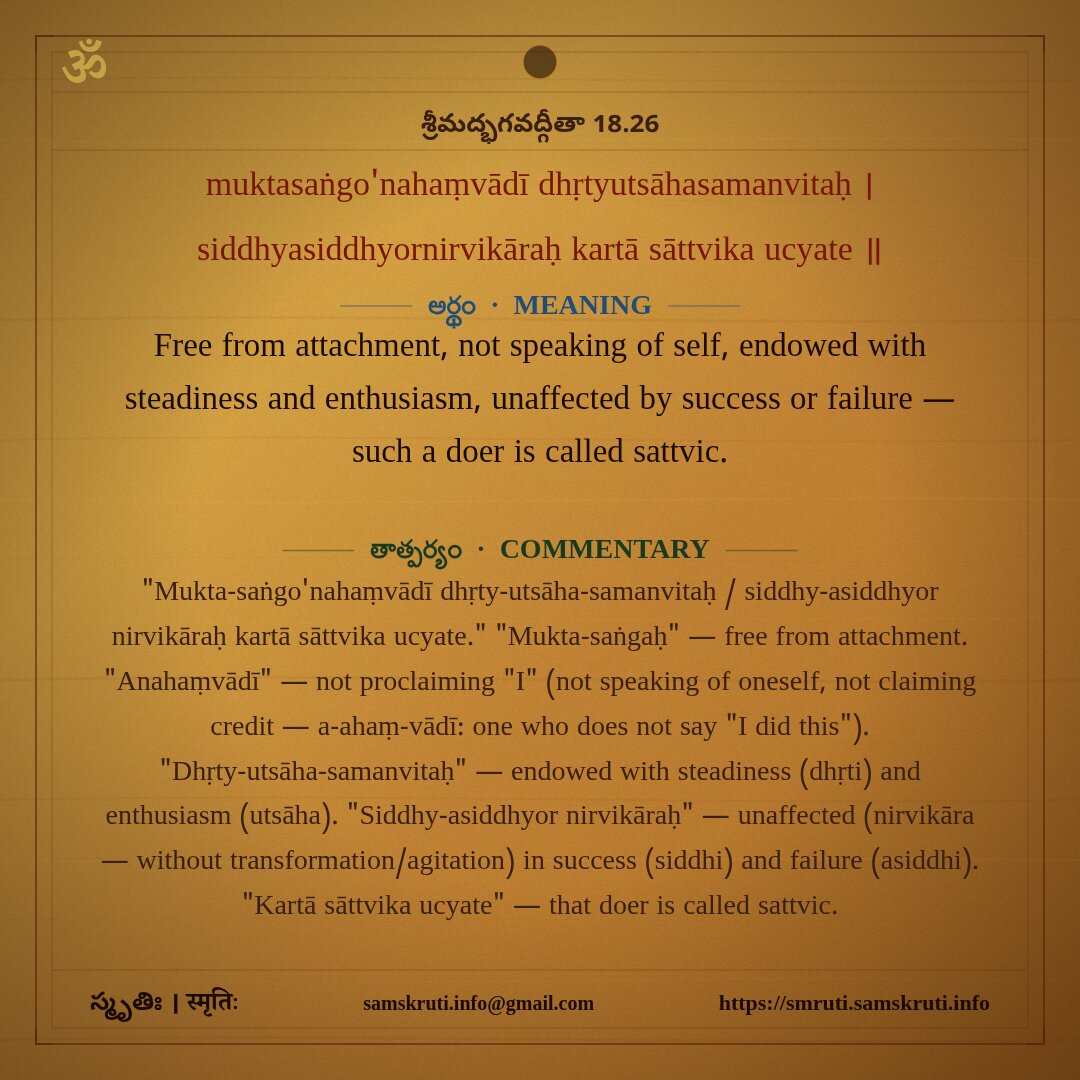 ॐ
శ్రీమద్భగవద్గీతా 18.26
muktasaṅgo'nahaṃvādī dhṛtyutsāhasamanvitaḥ |
siddhyasiddhyornirvikāraḥ kartā sāttvika ucyate ||
అర్థం · MEANING
Free from attachment, not speaking of self, endowed with
steadiness and enthusiasm, unaffected by success or failure —
such a doer is called sattvic.
తాత్పర్యం · COMMENTARY
"Mukta-saṅgo'nahaṃvādī dhṛty-utsāha-samanvitaḥ / siddhy-asiddhyor
nirvikāraḥ kartā sāttvika ucyate." "Mukta-saṅgaḥ" — free from attachment.
"Anahaṃvādī" — not proclaiming "I" (not speaking of oneself, not claiming
credit — a-ahaṃ-vādī: one who does not say "I did this").
"Dhṛty-utsāha-samanvitaḥ" — endowed with steadiness (dhṛti) and
enthusiasm (utsāha). "Siddhy-asiddhyor nirvikāraḥ" — unaffected (nirvikāra
— without transformation/agitation) in success (siddhi) and failure (asiddhi).
"Kartā sāttvika ucyate" — that doer is called sattvic.
స్మృతిః | स्मृतिः samskruti.info@gmail.com https://smruti.samskruti.info